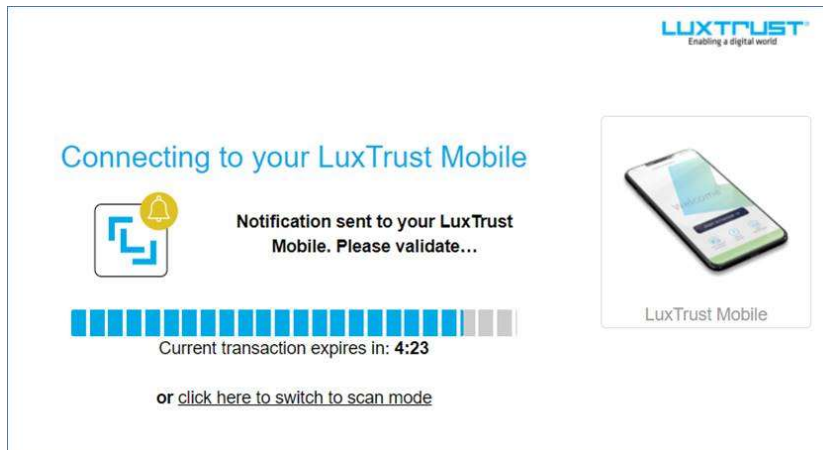 LUXTRUST
Enabling a digital world
Connecting to your LuxTrust Mobile
Notification sent to your LuxTrust
Mobile. Please validate...
Welcome
Current transaction expires in: 4:23
LuxTrust Mobile
or click here to switch to scan mode